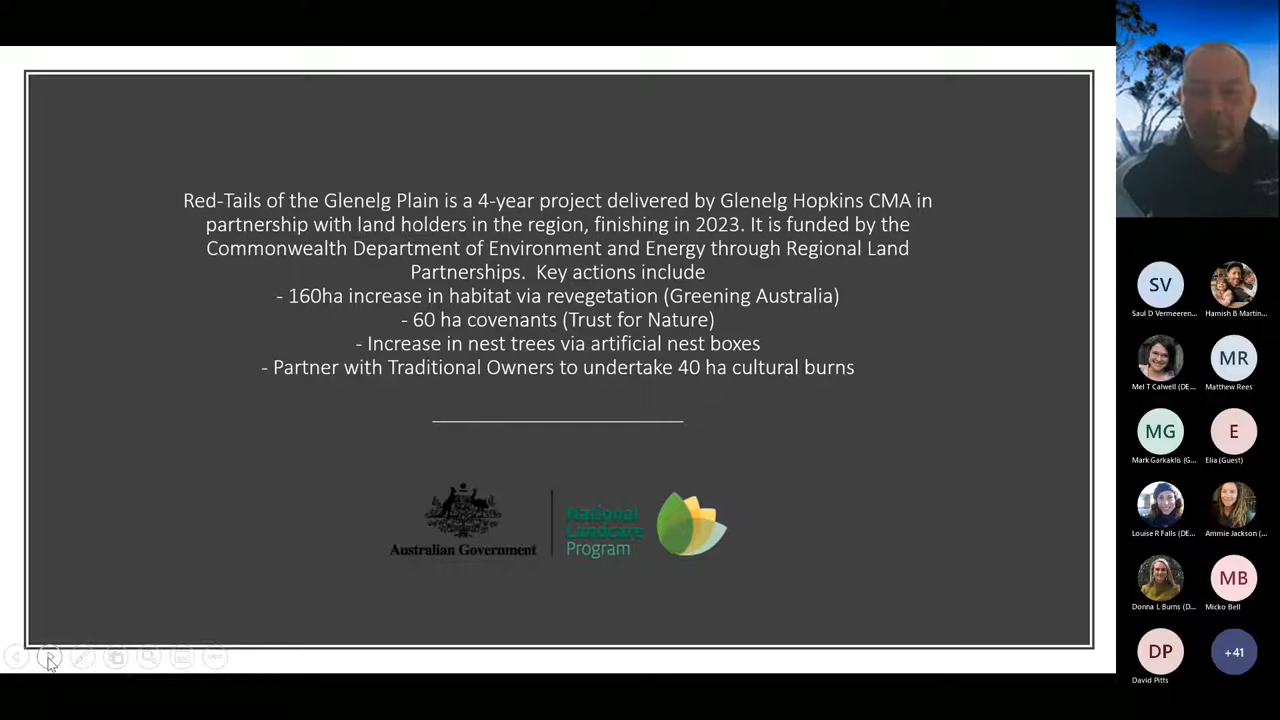 Red-Tails of the Glenelg Plain is a 4-year project delivered by Glenelg Hopkins CMA in
partnership with land holders in the region, finishing in 2023. It is funded by the
Commonwealth Department of Environment and Energy through Regional Land
Partnerships.  Key actions include
- 160ha increase in habitat via revegetation (Greening Australia)
- 60 ha covenants (Trust for Nature)
- Increase in nest trees via artificial nest boxes
- Partner with Traditional Owners to undertake 40 ha cultural burns
Australian Government
National
Landcare
Program
SV
Saul D Vermeeren...
Hamish B Martin...
Mel T Calwell (DE...
MR
Matthew Rees
MG
Mark Garkaklis (G...
E
Elia (Guest)
Louise R Falls (DE...
Ammie Jackson (...
Donna L Burns (D...
MB
Micko Bell
DP
David Pitts
+41